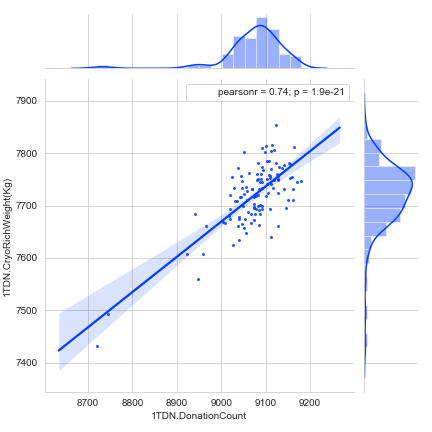 pearsonr = 0.74; p = 1.9e-21
7900
7800
7700
7600
7500
7400
1TDN.CryoRichWeight(Kg)
8700 8800 8900 9000 9100 9200
1TDN.DonationCount